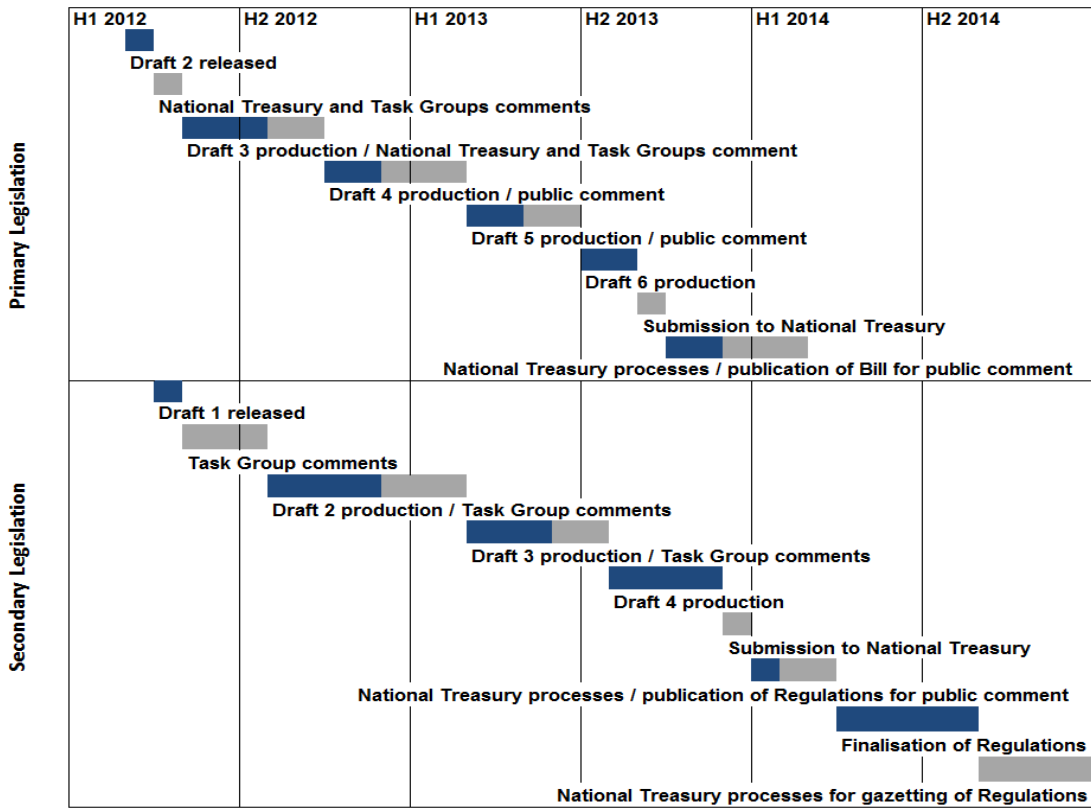 H1 2012 H2 2012 H1 2013 H2 2013 H1 2014 H2 2014
Primary Legislation
Draft 2 released
National Treasury and Task Groups comments
Draft 3 production / National Treasury and Task Groups comment
Draft 4 production / public comment
Draft 5 production / public comment
Draft 6 production
Submission to National Treasury
National Treasury processes / publication of Bill for public comment
Secondary Legislation
Draft 1 released
Task Group comments
Draft 2 production / Task Group comments
Draft 3 production / Task Group comments
Draft 4 production
Submission to National Treasury
National Treasury processes / publication of Regulations for public comment
Finalisation of Regulations
National Treasury processes for gazetting of Regulations